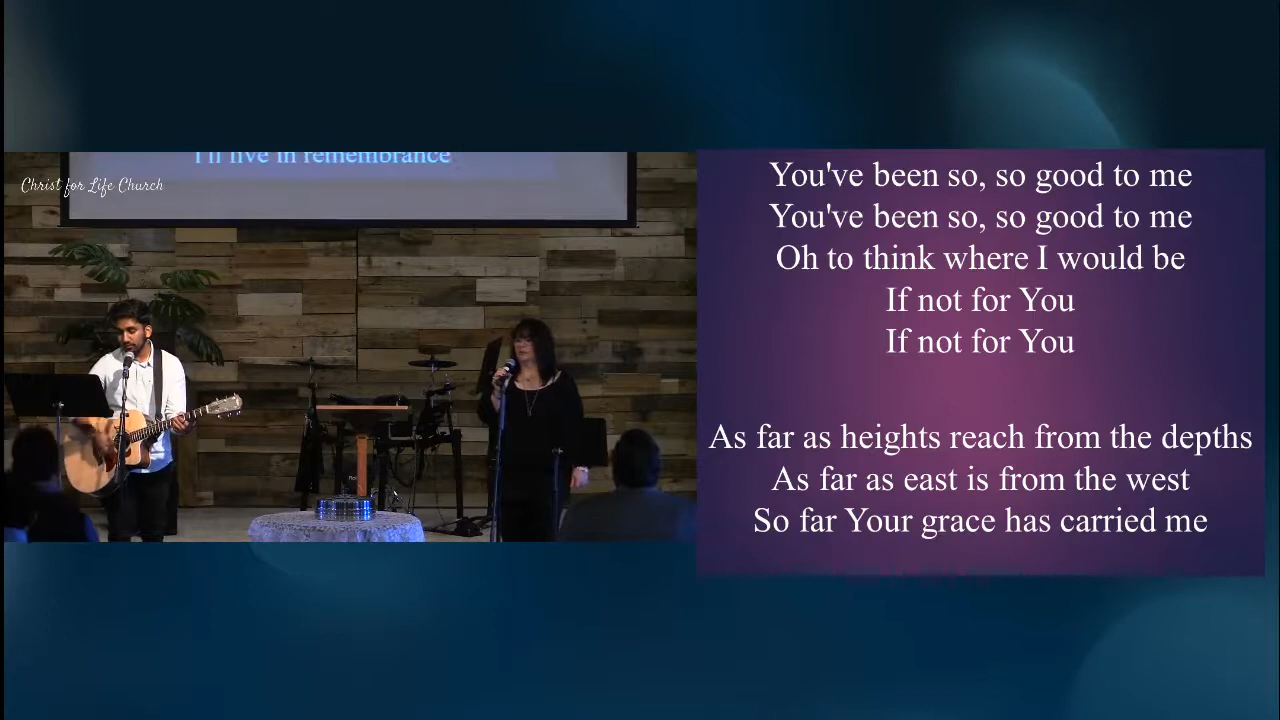 I'll live in remembrance
Christ for Life Church
You've been so, so good to me
You've been so, so good to me
Oh to think where I would be
If not for You
If not for You
As far as heights reach from the depths
As far as east is from the west
So far Your grace has carried me